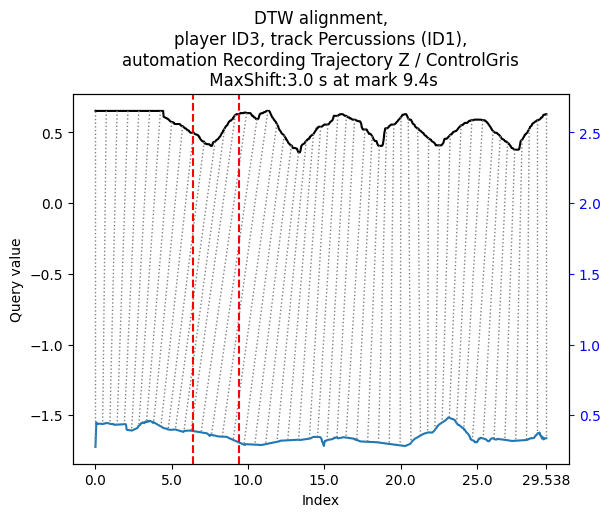 DTW alignment,
player ID3, track Percussions (ID1),
automation Recording Trajectory Z / ControlGris
MaxShift:3.0 s at mark 9.4s
0.5
0.0
−0.5
−1.0
−1.5
Query value
2.5
2.0
1.5
1.0
0.5
0.0
5.0
10.0
15.0
20.0
25.0
29.538
Index